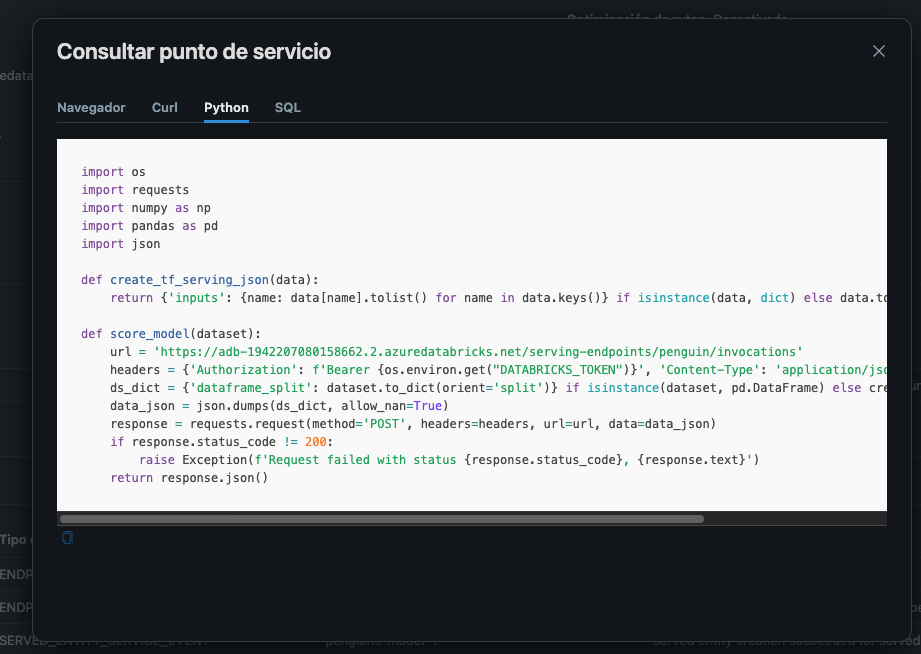 Consultar punto de servicio
Navegador Curl Python SQL
import os
import requests
import numpy as np
import pandas as pd
import json
def create_tf_serving_json(data):
    return {'inputs': {name: data[name].tolist() for name in data.keys()} if isinstance(data, dict) else data.to
def score_model(dataset):
    url = 'https://adb-1942207080158662.2.azuredatabricks.net/serving-endpoints/penguin/invocations'
    headers = {'Authorization': f'Bearer {os.environ.get("DATABRICKS_TOKEN")}', 'Content-Type': 'application/jso
    ds_dict = {'dataframe_split': dataset.to_dict(orient='split')} if isinstance(dataset, pd.DataFrame) else cre
    data_json = json.dumps(ds_dict, allow_nan=True)
    response = requests.request(method='POST', headers=headers, url=url, data=data_json)
    if response.status_code != 200:
        raise Exception(f'Request failed with status {response.status_code}, {response.text}')
    return response.json()
edata
Tipo
ENDP
ENDP